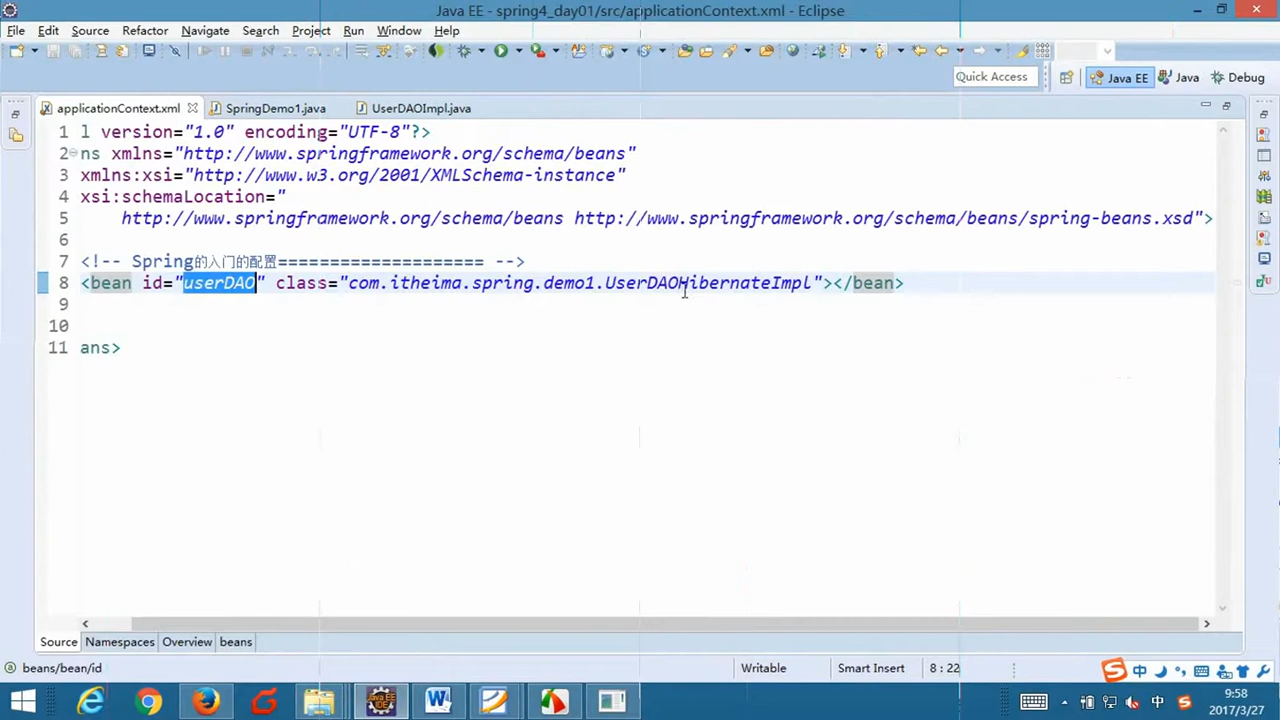 Java EE - spring4_day01/src/applicationContext.xml - Eclipse
File Edit Source Refactor Navigate Search Project Run Window Help
Quick Access Java EE Java Debug
applicationContext.xml SpringDemo1.java UserDAOImpl.java
1 l version="1.0" encoding="UTF-8"?>
2 ns xmlns="http://www.springframework.org/schema/beans"
3 xmlns:xsi="http://www.w3.org/2001/XMLSchema-instance"
4 xsi:schemaLocation="
5 http://www.springframework.org/schema/beans http://www.springframework.org/schema/beans/spring-beans.xsd">
6
7 <!-- Spring的入门的配置==================== -->
8 <bean id="userDAO" class="com.itheima.spring.demo1.UserDAOHibernateImpl"></bean>
9
10
11 ans>
Source Namespaces Overview beans
beans/bean/id Writable Smart Insert 8 : 22 中
中 9:58
2017/3/27